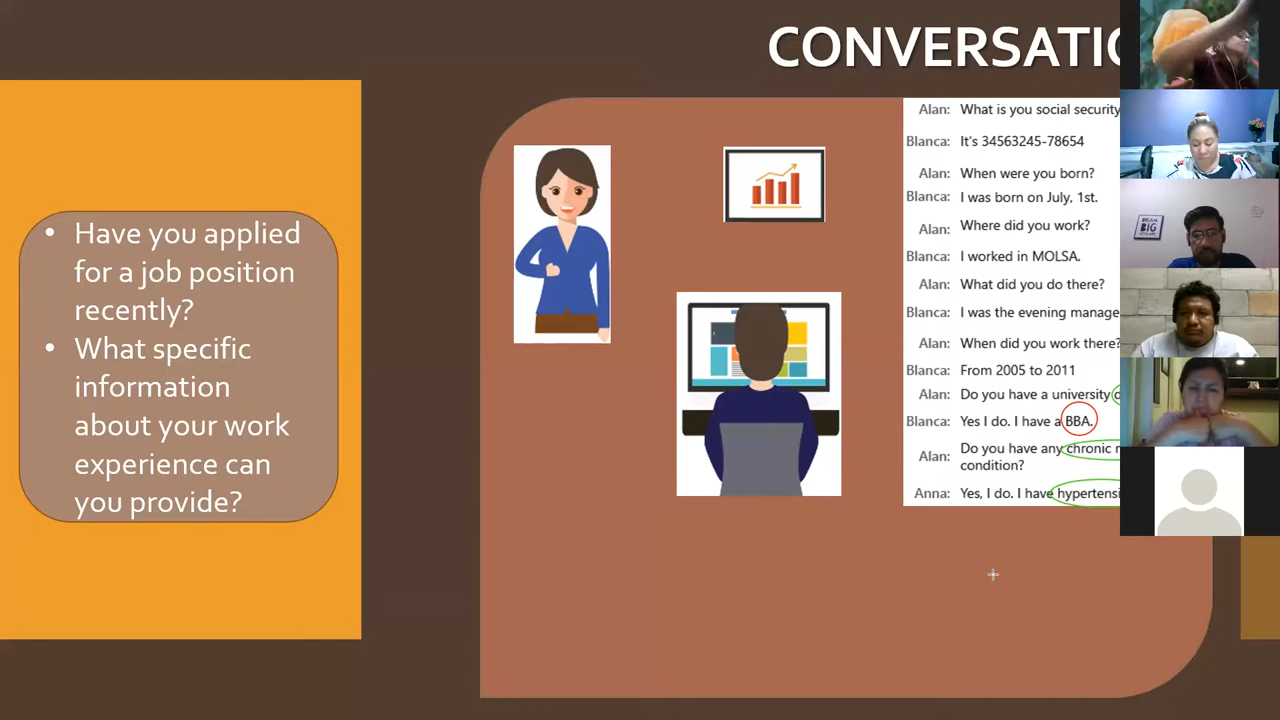 CONVERSATIO
• Have you applied
for a job position
recently?
• What specific
information
about your work
experience can
you provide?
Alan: What is you social security
Blanca: It's 34563245-78654
Alan: When were you born?
Blanca: I was born on July, 1st.
Alan: Where did you work?
Blanca: I worked in MOLSA.
Alan: What did you do there?
Blanca: I was the evening manage
Alan: When did you work there?
Blanca: From 2005 to 2011
Alan: Do you have a university
Blanca: Yes I do. I have a BBA.
Alan: Do you have any chronic
condition?
Anna: Yes, I do. I have hypertensi
DREAM
BIG